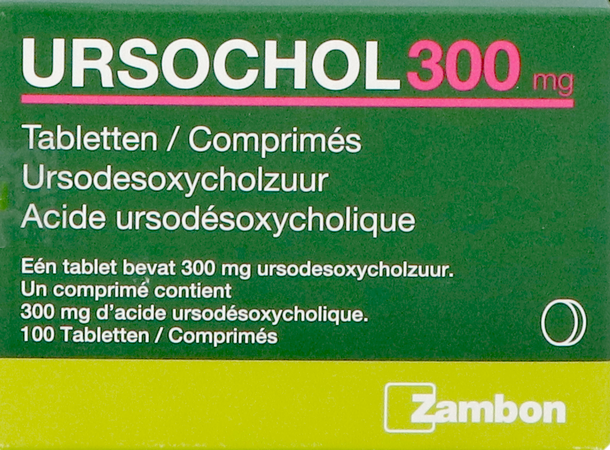 URSOCHOL 300 mg
Tabletten / Comprimés
Ursodesoxycholzuur
Acide ursodésoxycholique
Eén tablet bevat 300 mg ursodesoxycholzuur.
Un comprimé contient
300 mg d'acide ursodésoxycholique.
100 Tabletten / Comprimés
Zambon